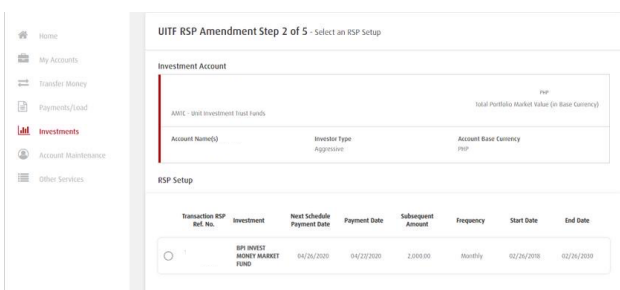 UITF RSP Amendment Step 2 of 5 - Select an RSP Setup
Home
My Accounts
Transfer Money
Payments/Load
Investments
Account Maintenance
Other Services
Investment Account
PHP
Total Portfolio Market Value (in Base Currency)
AMTC - Unit Investment Trust Funds
Account Name(s) Investor Type Account Base Currency
Aggressive PHP
RSP Setup
Transaction RSP Ref. No. Investment Next Schedule Payment Date Payment Date Subsequent Amount Frequency Start Date End Date
BPI INVEST
MONEY MARKET
FUND
04/26/2020 04/27/2020 2,000.00 Monthly 02/26/2018 02/26/2030